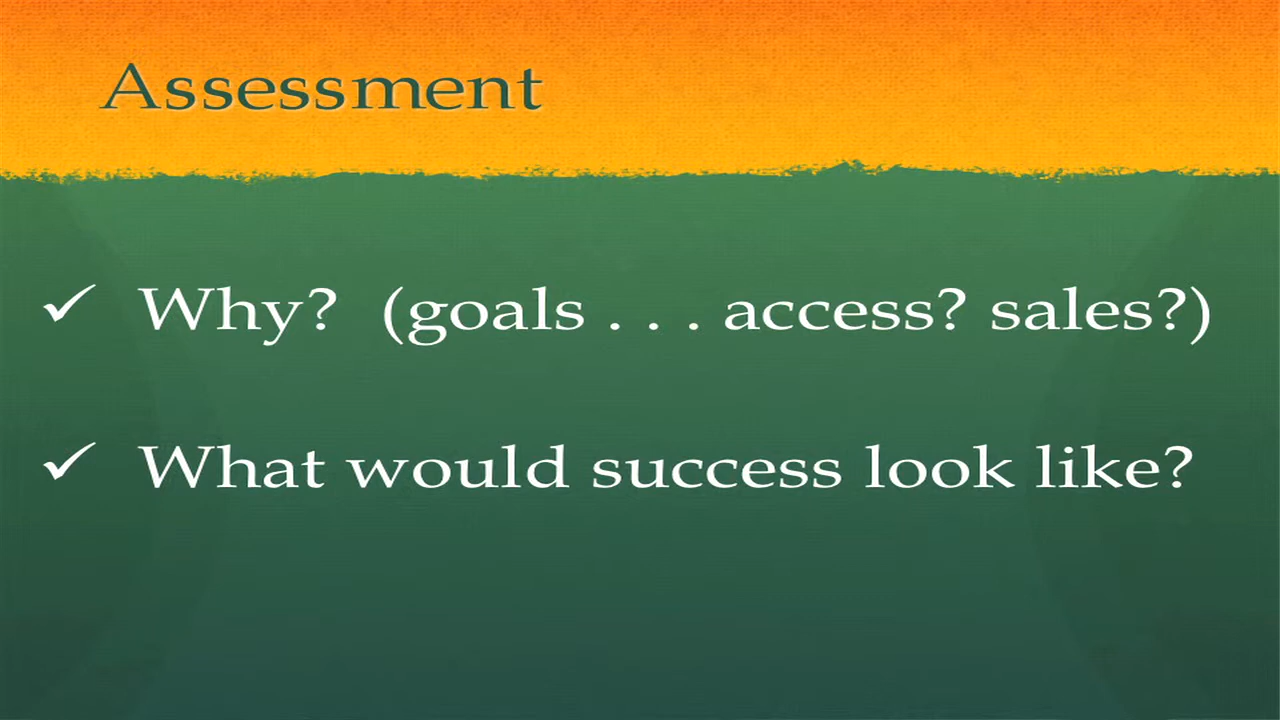 Assessment
✓ Why? (goals . . . access? sales?)
✓ What would success look like?